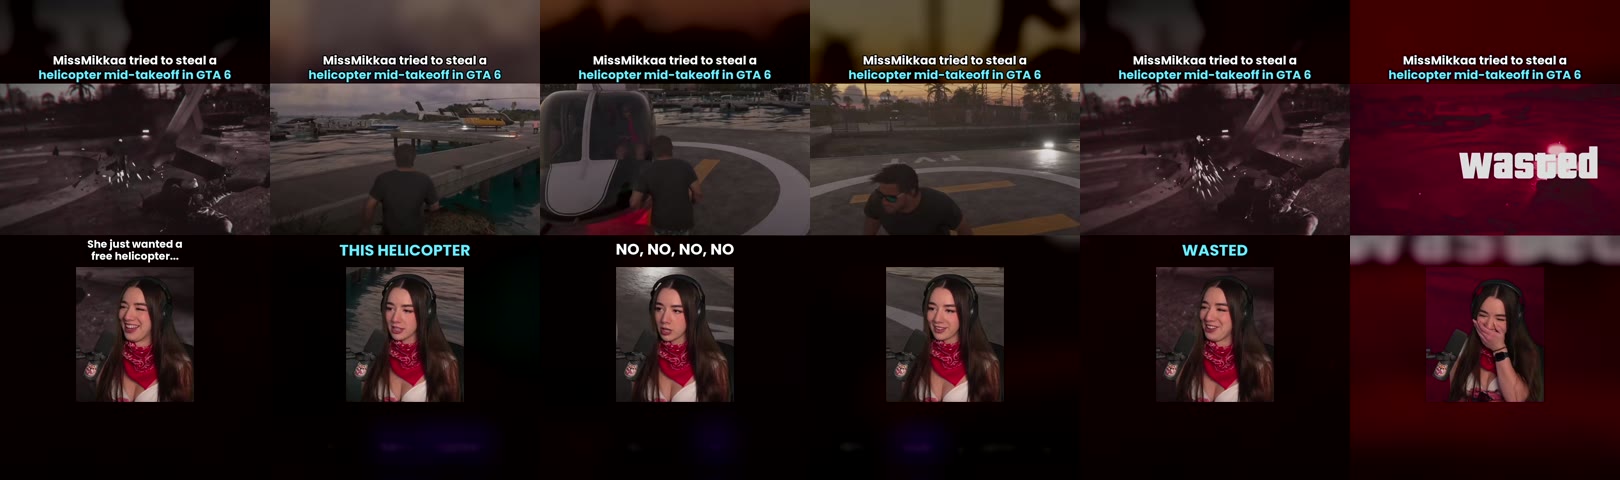 MissMikkaa tried to steal a
helicopter mid-takeoff in GTA 6
She just wanted a
free helicopter...
MissMikkaa tried to steal a
helicopter mid-takeoff in GTA 6
THIS HELICOPTER
MissMikkaa tried to steal a
helicopter mid-takeoff in GTA 6
NO, NO, NO, NO
MissMikkaa tried to steal a
helicopter mid-takeoff in GTA 6
MissMikkaa tried to steal a
helicopter mid-takeoff in GTA 6
WASTED
MissMikkaa tried to steal a
helicopter mid-takeoff in GTA 6
wasted